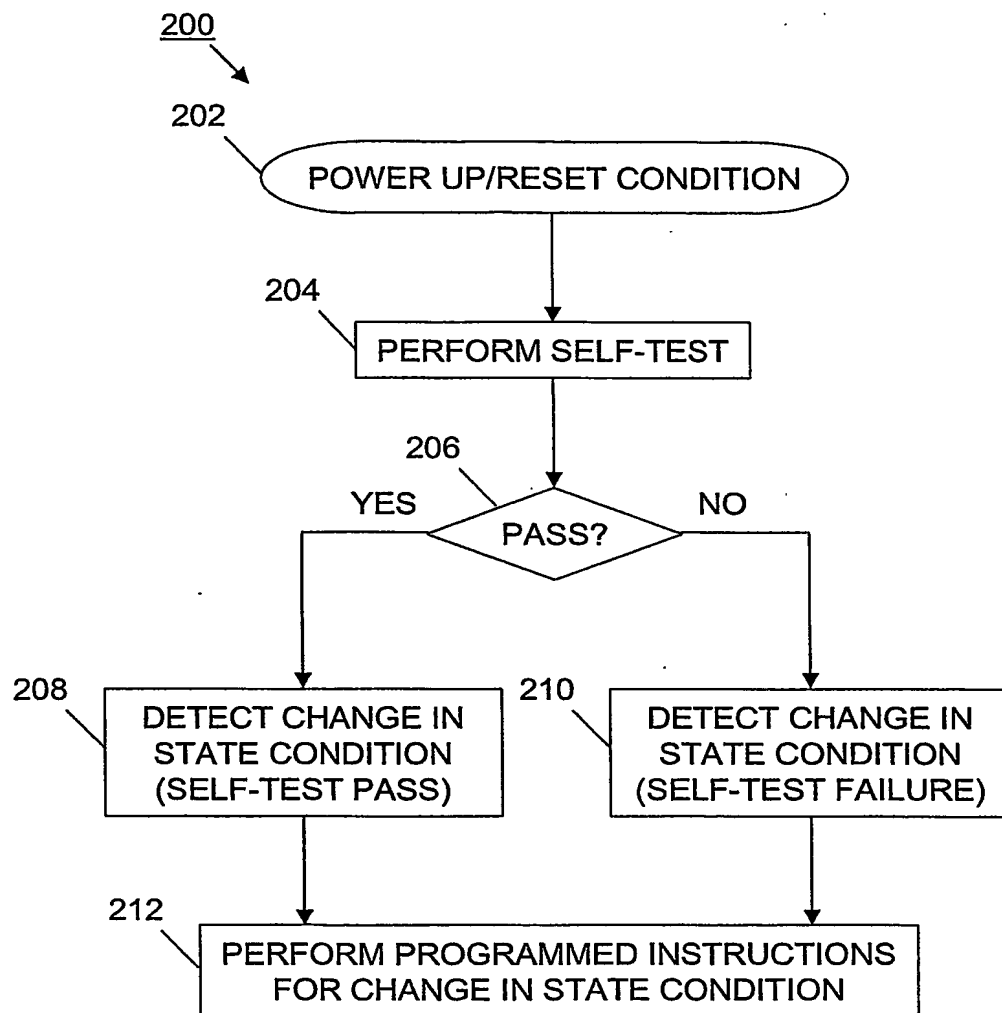 200
202
POWER UP/RESET CONDITION
204
PERFORM SELF-TEST
206
YES
PASS?
NO
208
DETECT CHANGE IN
STATE CONDITION
(SELF-TEST PASS)
210
DETECT CHANGE IN
STATE CONDITION
(SELF-TEST FAILURE)
212
PERFORM PROGRAMMED INSTRUCTIONS
FOR CHANGE IN STATE CONDITION